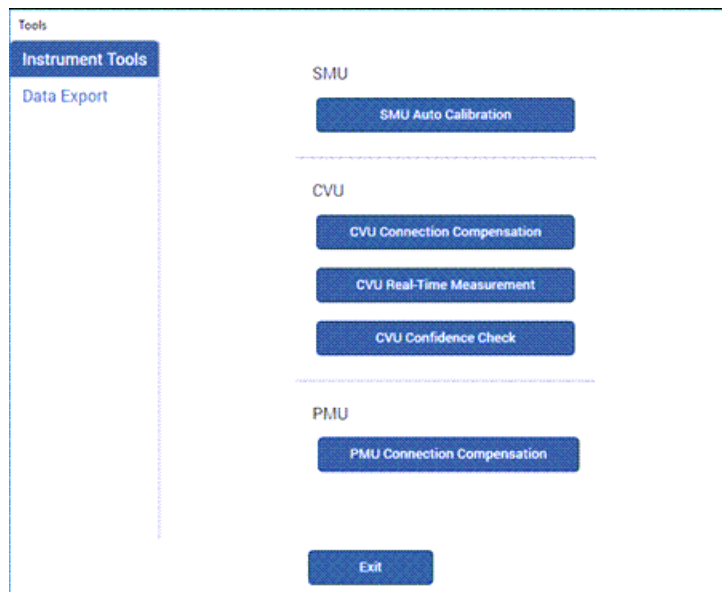 Tools
Instrument Tools
Data Export
SMU
SMU Auto Calibration
CVU
CVU Connection Compensation
CVU Real-Time Measurement
CVU Confidence Check
PMU
PMU Connection Compensation
Exit